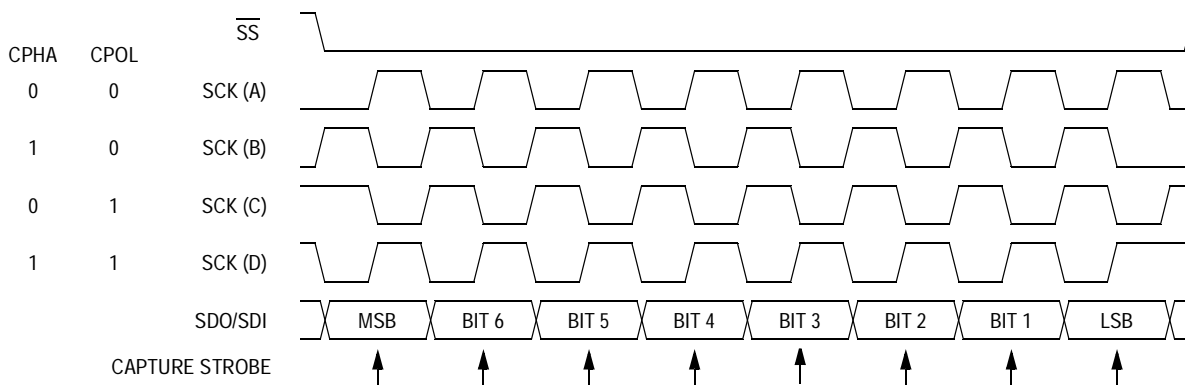 SS
CPHA CPOL
0 0 SCK (A)
1 0 SCK (B)
0 1 SCK (C)
1 1 SCK (D)
SDO/SDI MSB BIT 6 BIT 5 BIT 4 BIT 3 BIT 2 BIT 1 LSB
CAPTURE STROBE